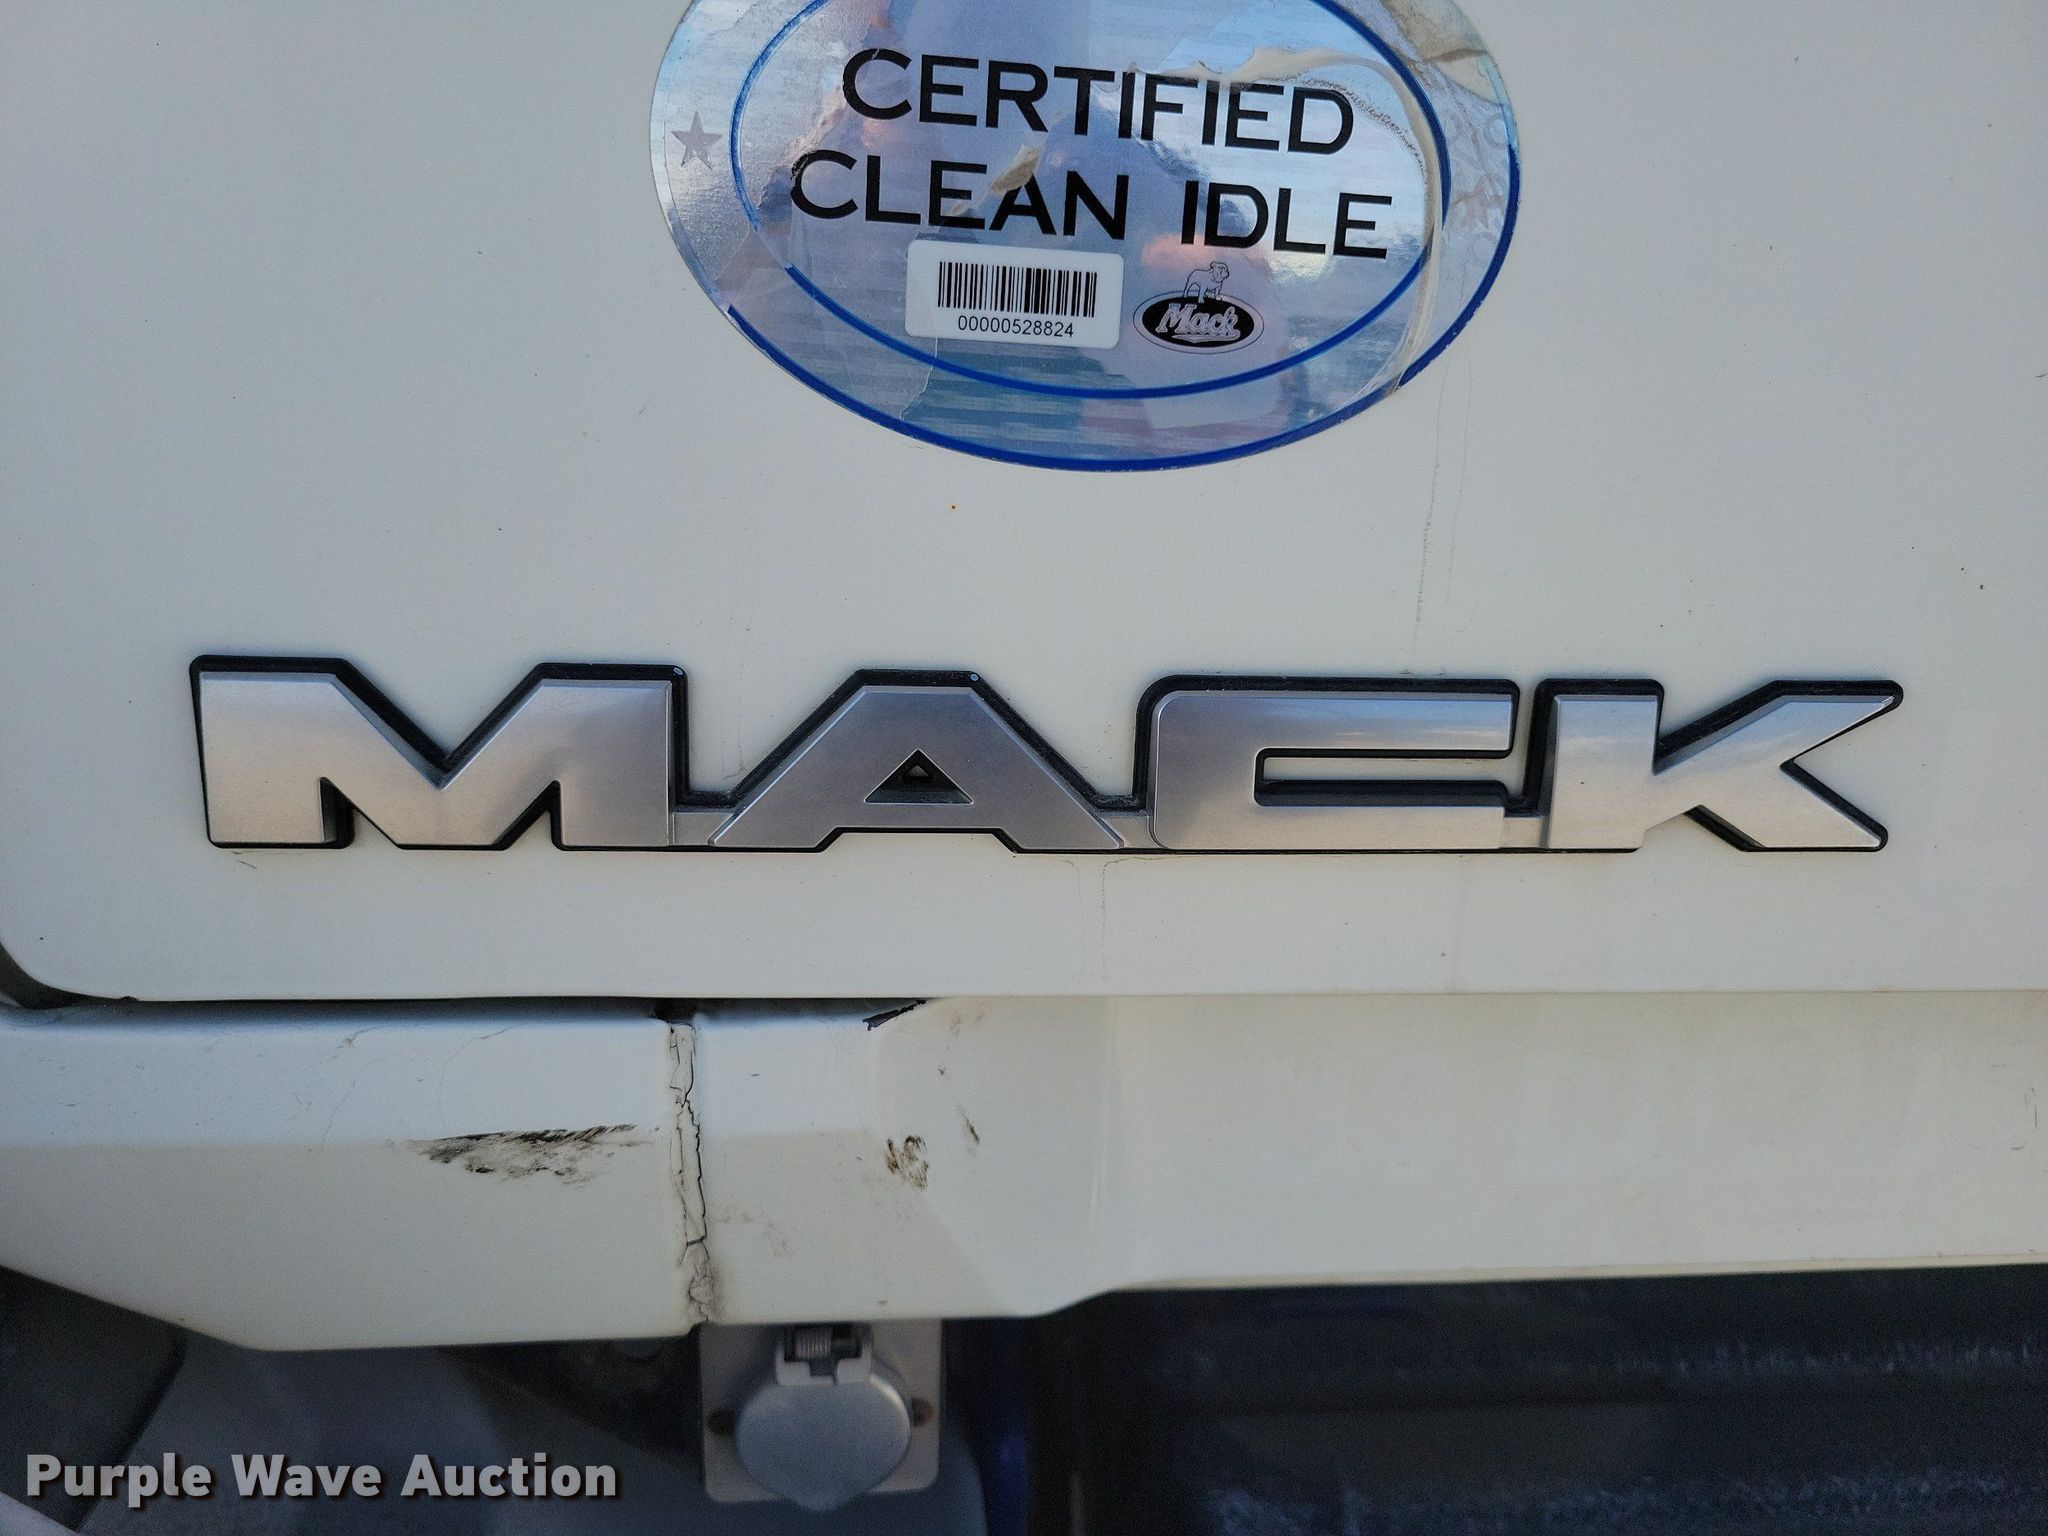 CERTIFIED
CLEAN IDLE
00000528824
Mack
MACK
Purple Wave Auction